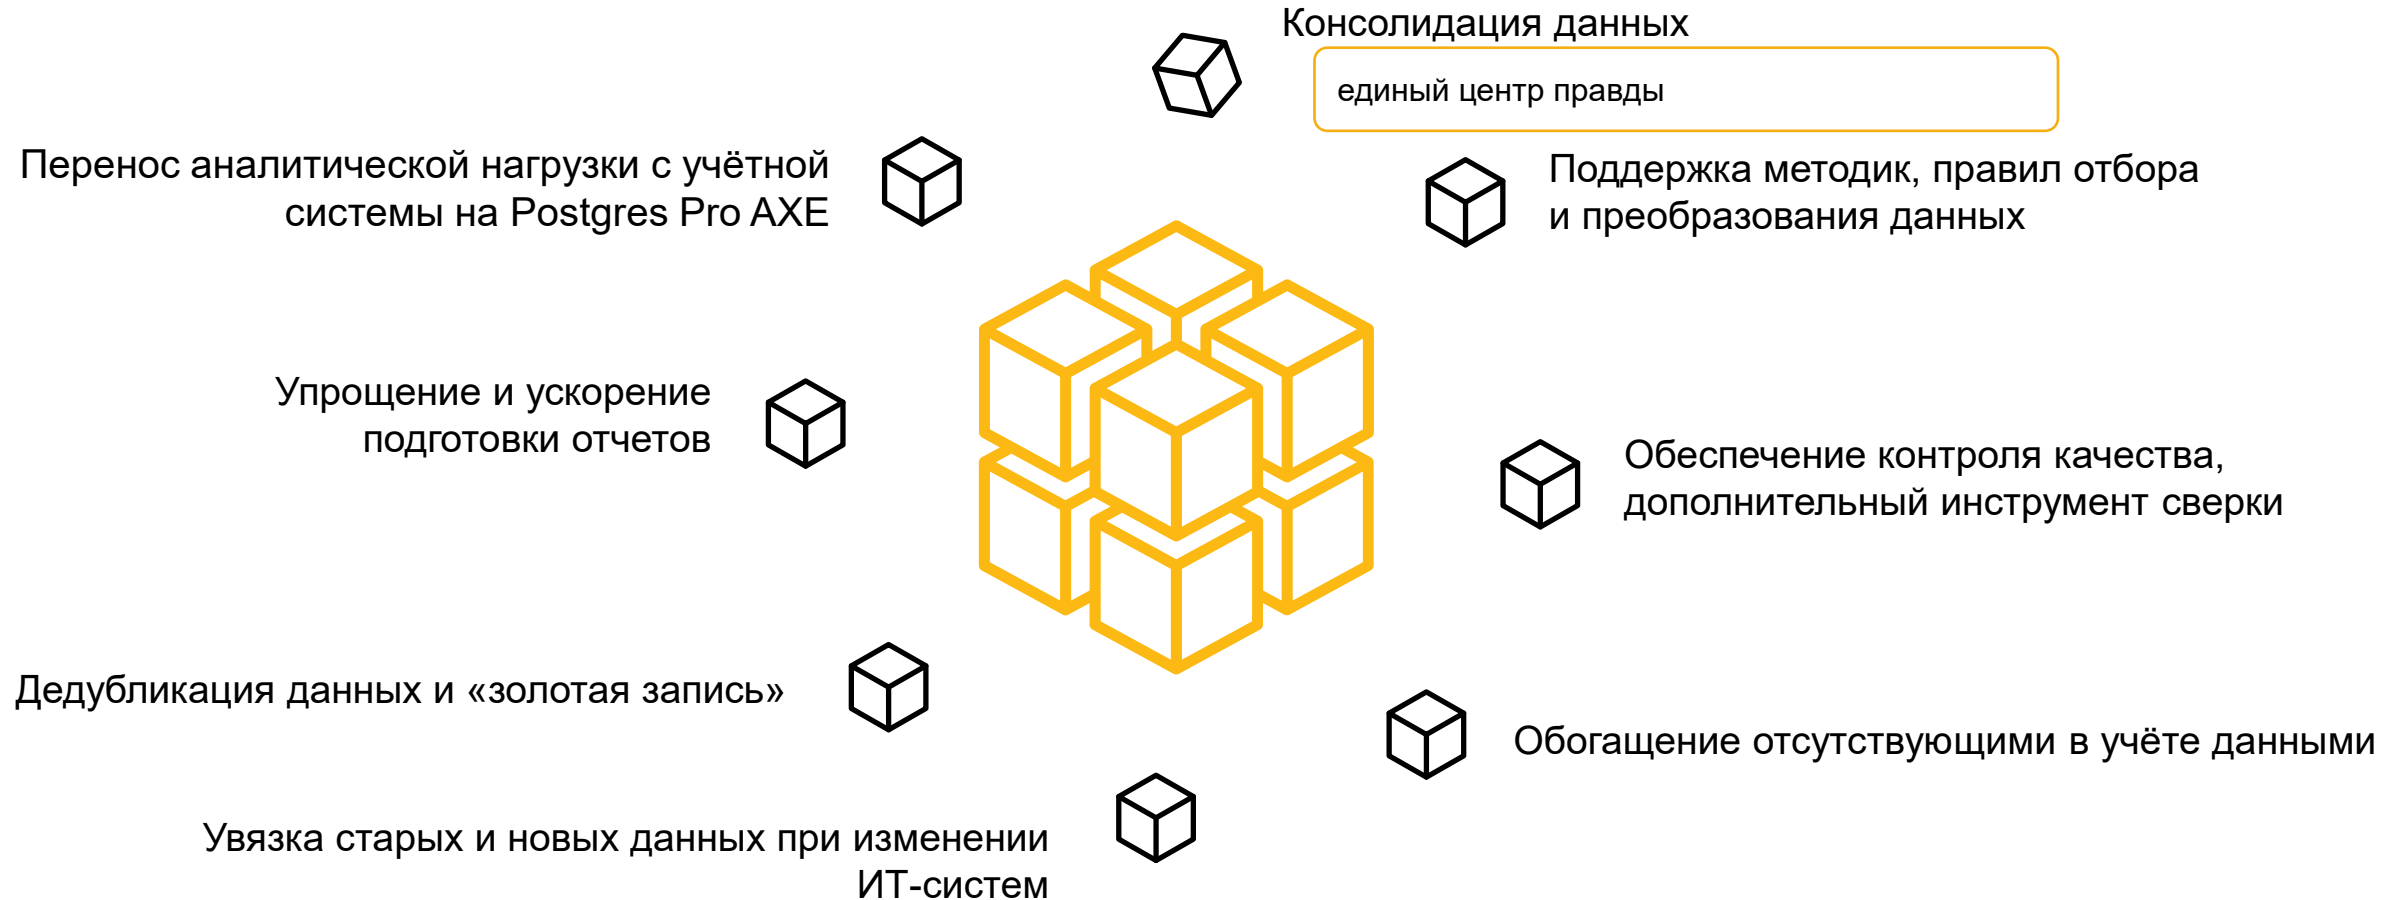 Консолидация данных
единый центр правды
Перенос аналитической нагрузки с учётной
системы на Postgres Pro AXE
Поддержка методик, правил отбора
и преобразования данных
Упрощение и ускорение
подготовки отчетов
Обеспечение контроля качества,
дополнительный инструмент сверки
Дедубликация данных и «золотая запись»
Обогащение отсутствующими в учёте данными
Увязка старых и новых данных при изменении
ИТ-систем